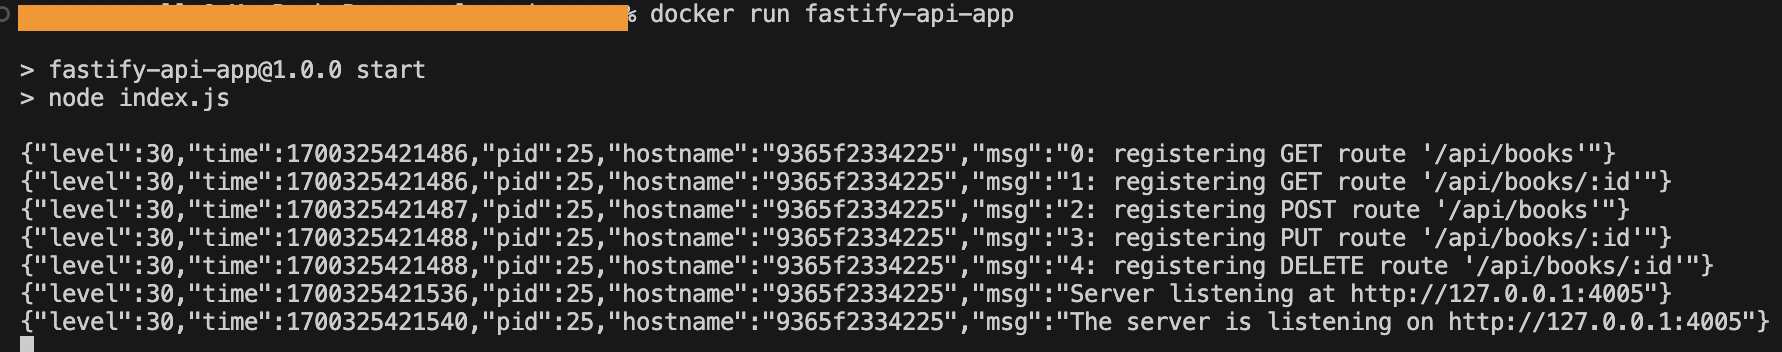 % docker run fastify-api-app
> fastify-api-app@1.0.0 start
> node index.js
{"level":30,"time":1700325421486,"pid":25,"hostname":"9365f2334225","msg":"0: registering GET route '/api/books'"}
{"level":30,"time":1700325421486,"pid":25,"hostname":"9365f2334225","msg":"1: registering GET route '/api/books/:id'"}
{"level":30,"time":1700325421487,"pid":25,"hostname":"9365f2334225","msg":"2: registering POST route '/api/books'"}
{"level":30,"time":1700325421488,"pid":25,"hostname":"9365f2334225","msg":"3: registering PUT route '/api/books/:id'"}
{"level":30,"time":1700325421488,"pid":25,"hostname":"9365f2334225","msg":"4: registering DELETE route '/api/books/:id'"}
{"level":30,"time":1700325421536,"pid":25,"hostname":"9365f2334225","msg":"Server listening at http://127.0.0.1:4005"}
{"level":30,"time":1700325421540,"pid":25,"hostname":"9365f2334225","msg":"The server is listening on http://127.0.0.1:4005"}